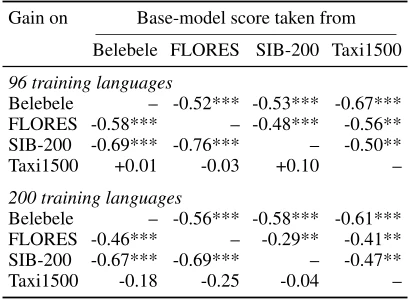 Gain on Base-model score taken from
Belebele FLORES SIB-200 Taxi1500
96 training languages
Belebele – -0.52*** -0.53*** -0.67***
FLORES -0.58*** – -0.48*** -0.56**
SIB-200 -0.69*** -0.76*** – -0.50**
Taxi1500 +0.01 -0.03 +0.10 –
200 training languages
Belebele – -0.56*** -0.58*** -0.61***
FLORES -0.46*** – -0.29** -0.41**
SIB-200 -0.67*** -0.69*** – -0.47**
Taxi1500 -0.18 -0.25 -0.04 –